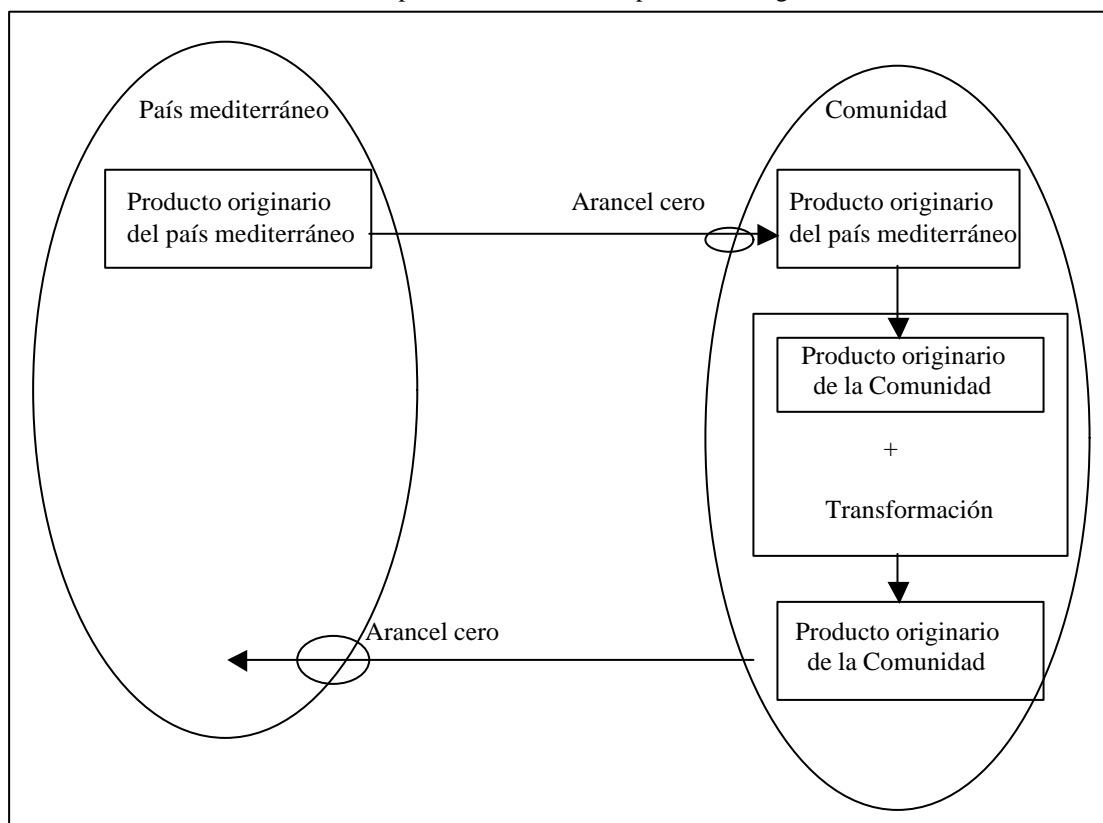 País mediterráneo
Comunidad
Producto originario
del país mediterráneo
Arancel cero
Producto originario
del país mediterráneo
Producto originario
de la Comunidad
+
Transformación
Arancel cero
Producto originario
de la Comunidad